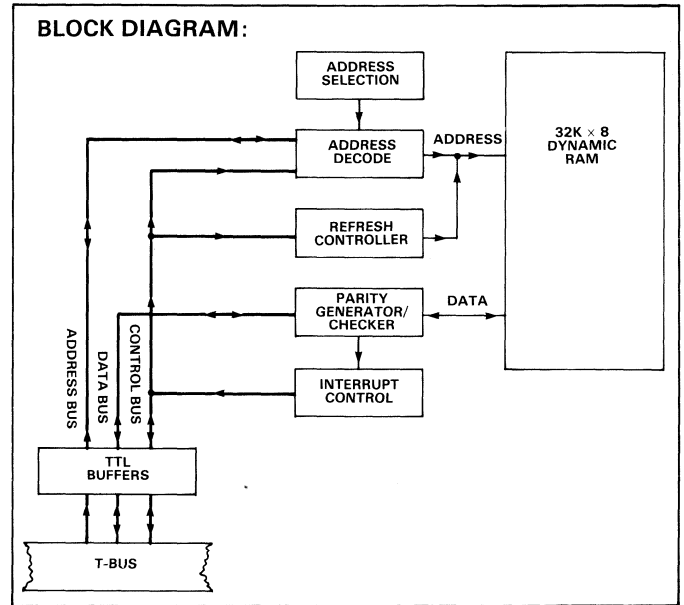 BLOCK DIAGRAM:
ADDRESS
SELECTION
ADDRESS
DECODE
ADDRESS
32K × 8
DYNAMIC
RAM
REFRESH
CONTROLLER
PARITY
GENERATOR/
CHECKER
DATA
INTERRUPT
CONTROL
ADDRESS BUS
DATA BUS
CONTROL BUS
TTL
BUFFERS
T-BUS